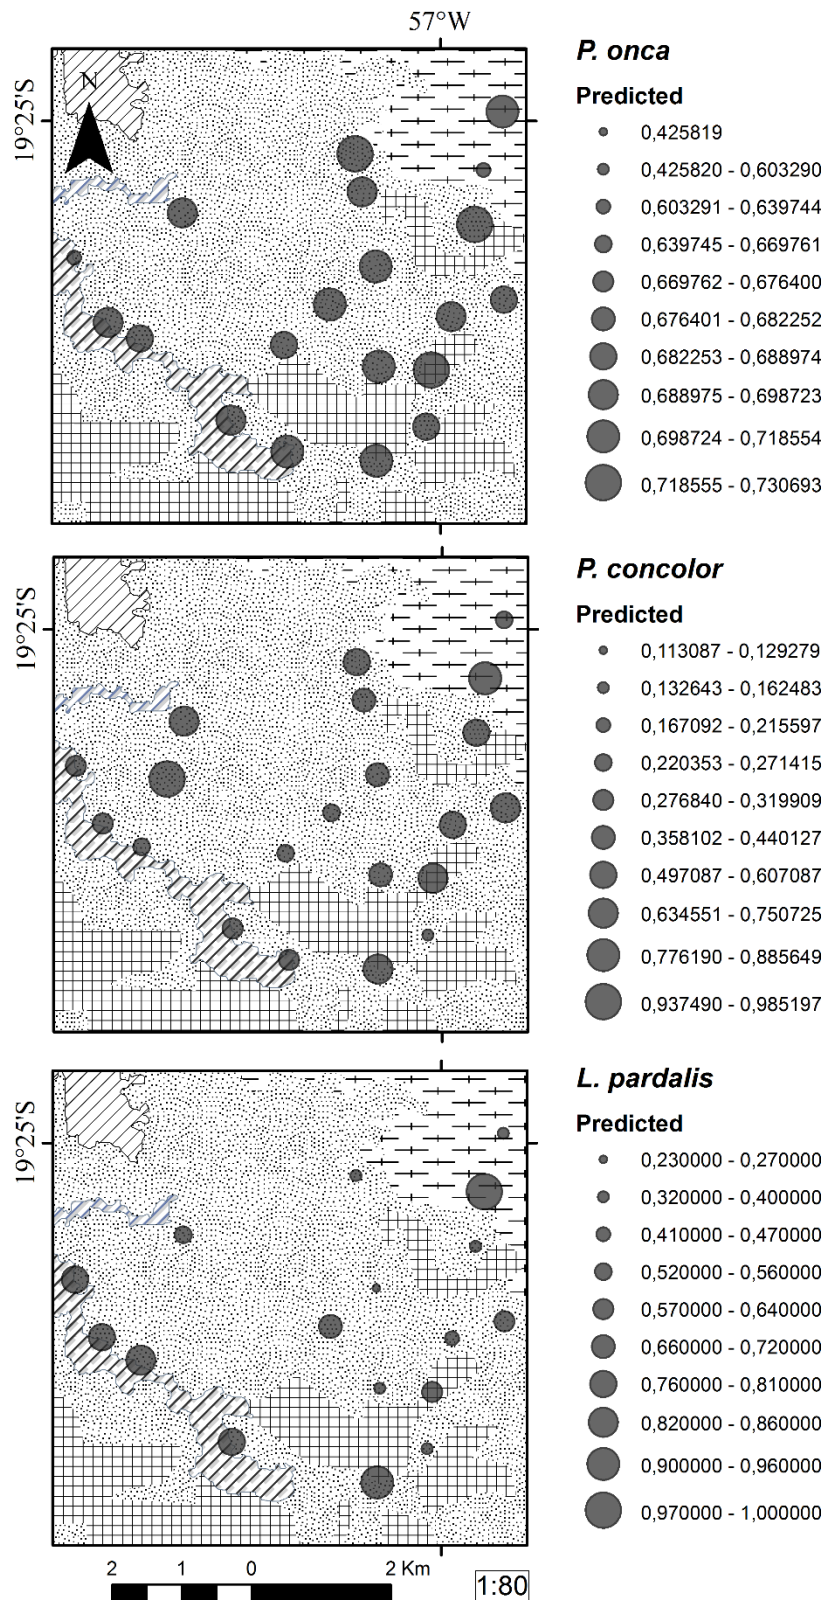 57°W
19°25'S
N
P. onca
Predicted
0,425819
0,425820 - 0,603290
0,603291 - 0,639744
0,639745 - 0,669761
0,669762 - 0,676400
0,676401 - 0,682252
0,682253 - 0,688974
0,688975 - 0,698723
0,698724 - 0,718554
0,718555 - 0,730693
19°25'S
P. concolor
Predicted
0,113087 - 0,129279
0,132643 - 0,162483
0,167092 - 0,215597
0,220353 - 0,271415
0,276840 - 0,319909
0,358102 - 0,440127
0,497087 - 0,607087
0,634551 - 0,750725
0,776190 - 0,885649
0,937490 - 0,985197
19°25'S
L. pardalis
Predicted
0,230000 - 0,270000
0,320000 - 0,400000
0,410000 - 0,470000
0,520000 - 0,560000
0,570000 - 0,640000
0,660000 - 0,720000
0,760000 - 0,810000
0,820000 - 0,860000
0,900000 - 0,960000
0,970000 - 1,000000
2 1 0 2 Km
1:80